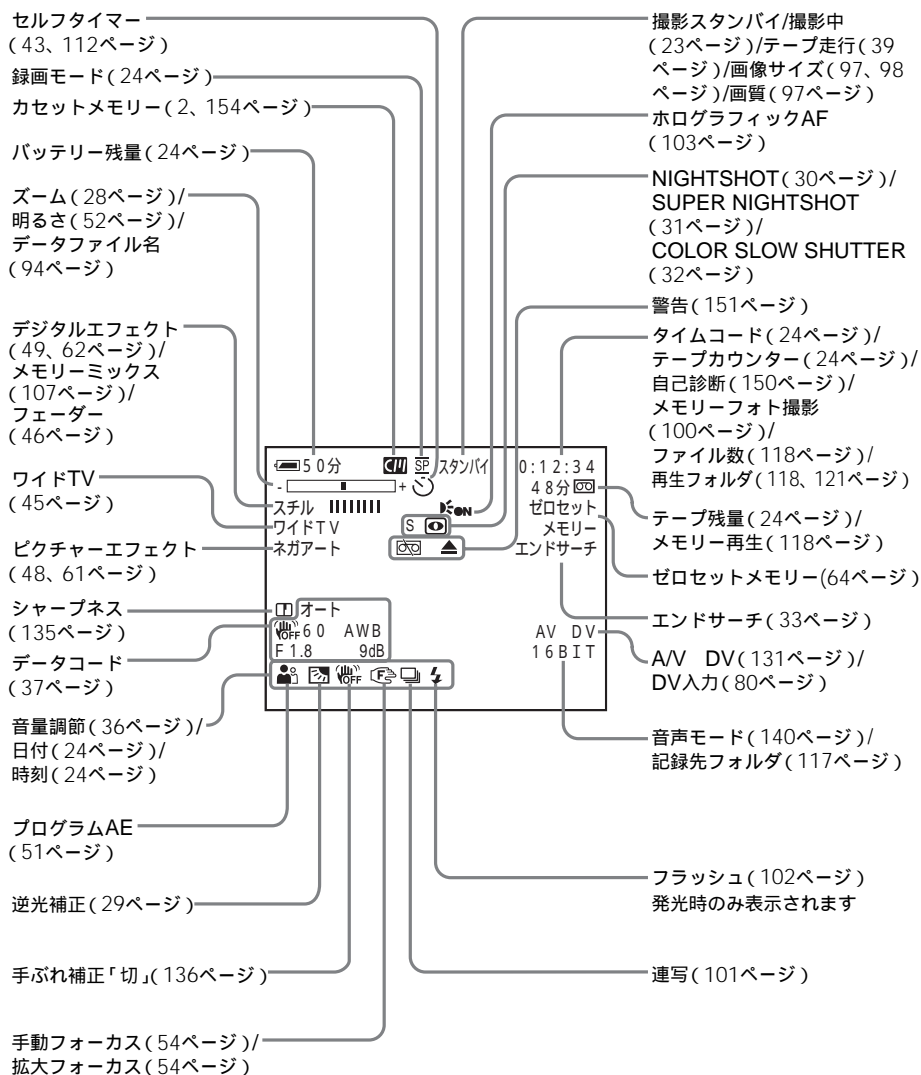 セルフタイマー
(43、112ページ)
録画モード(24ページ)
カセットメモリー(2、154ページ)
バッテリー残量(24ページ)
ズーム(28ページ)/
明るさ(52ページ)/
データファイル名
(94ページ)
デジタルエフェクト
(49、62ページ)/
メモリーミックス
(107ページ)/
フェーダー
(46ページ)
ワイドTV
(45ページ)
ピクチャーエフェクト
(48、61ページ)
シャープネス
(135ページ)
データコード
(37ページ)
音量調節(36ページ)/
日付(24ページ)/
時刻(24ページ)
プログラムAE
(51ページ)
逆光補正(29ページ)
手ぶれ補正「切」(136ページ)
手動フォーカス(54ページ)/
拡大フォーカス(54ページ)
50分 SP スタンバイ 0:12:34
- + 48分
スチル ON ゼロセット
ワイドTV S メモリー
ネガアート エンドサーチ
オート
OFF 60 AWB AV DV
F1.8 9dB 16BIT
OFF F
撮影スタンバイ/撮影中
(23ページ)/テープ走行(39
ページ)/画像サイズ(97、98
ページ)/画質(97ページ)
ホログラフィックAF
(103ページ)
NIGHTSHOT(30ページ)/
SUPER NIGHTSHOT
(31ページ)/
COLOR SLOW SHUTTER
(32ページ)
警告(151ページ)
タイムコード(24ページ)/
テープカウンター(24ページ)/
自己診断(150ページ)/
メモリーフォト撮影
(100ページ)/
ファイル数(118ページ)/
再生フォルダ(118、121ページ)
テープ残量(24ページ)/
メモリー再生(118ページ)
ゼロセットメモリー(64ページ)
エンドサーチ(33ページ)
A/V DV(131ページ)/
DV入力(80ページ)
音声モード(140ページ)/
記録先フォルダ(117ページ)
フラッシュ(102ページ)
発光時のみ表示されます
連写(101ページ)